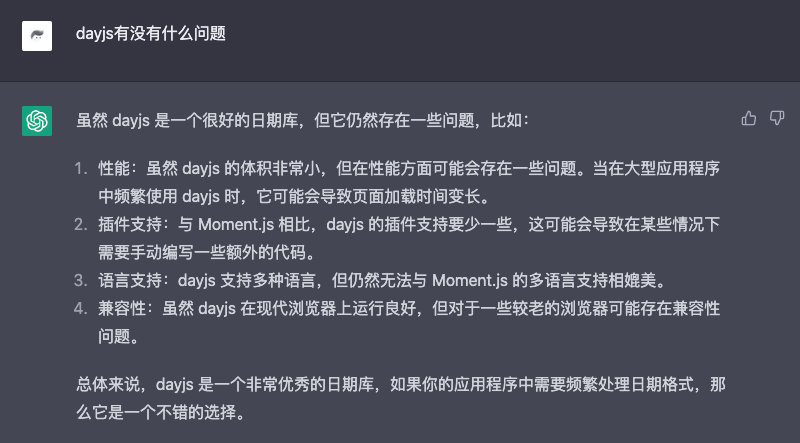 dayjs有没有什么问题
虽然 dayjs 是一个很好的日期库，但它仍然存在一些问题，比如：
1. 性能：虽然 dayjs 的体积非常小，但在性能方面可能会存在一些问题。当在大型应用程序
中频繁使用 dayjs 时，它可能会导致页面加载时间变长。
2. 插件支持：与 Moment.js 相比，dayjs 的插件支持要少一些，这可能会导致在某些情况下
需要手动编写一些额外的代码。
3. 语言支持：dayjs 支持多种语言，但仍然无法与 Moment.js 的多语言支持相媲美。
4. 兼容性：虽然 dayjs 在现代浏览器上运行良好，但对于一些较老的浏览器可能存在兼容性
问题。
总体来说，dayjs 是一个非常优秀的日期库，如果你的应用程序中需要频繁处理日期格式，那
么它是一个不错的选择。